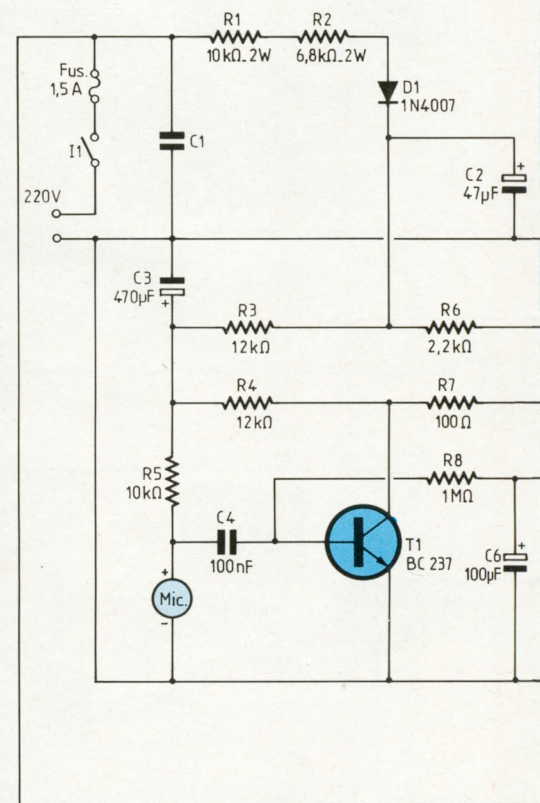 R1
10kΩ_2W
R2
6,8kΩ_2W
Fus.
1,5 A
D1
1N4007
I1
C1
C2
+
47µF
220V
C3
470µF
+
R3
12kΩ
R6
2,2kΩ
R4
12kΩ
R7
100Ω
R5
10kΩ
R8
1MΩ
C4
100nF
T1
BC 237
C6
+
100µF
+
Mic.
–